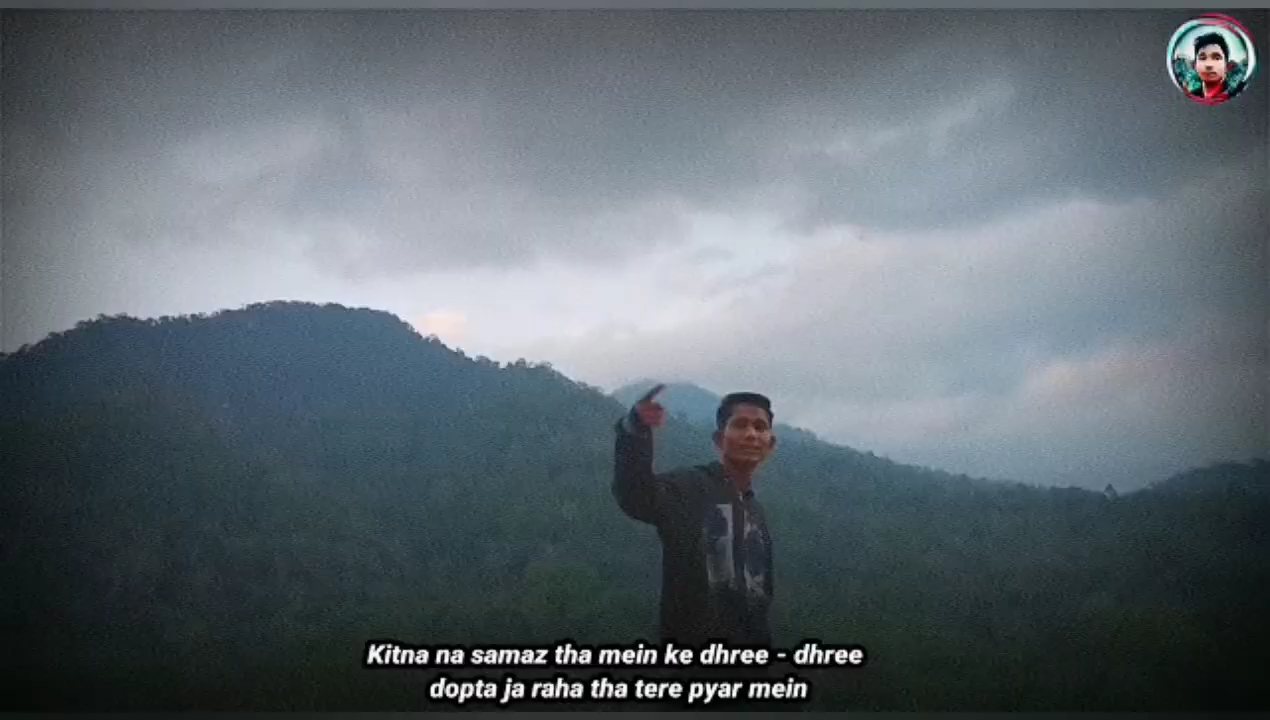 Kitna na samaz tha mein ke dhree - dhree
dopta ja raha tha tere pyar mein